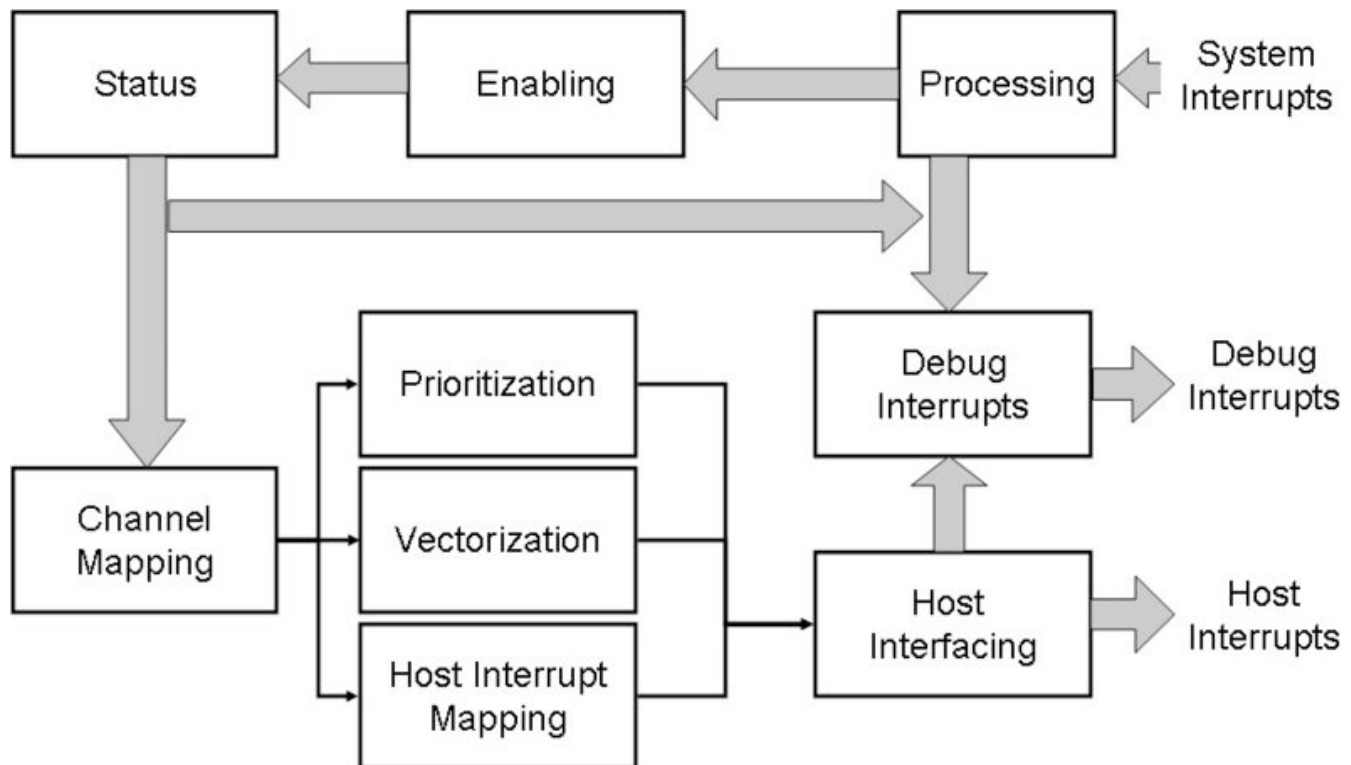 Status
Enabling
Processing
System
Interrupts
Prioritization
Debug
Interrupts
Debug
Interrupts
Channel
Mapping
Vectorization
Host
Interfacing
Host
Interrupts
Host Interrupt
Mapping